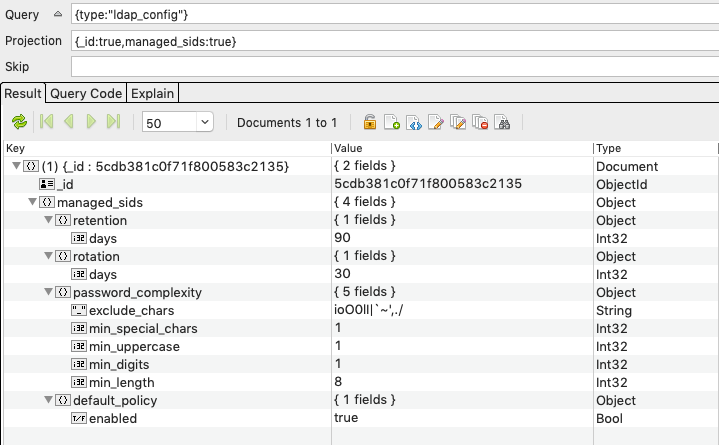 Query {type:"ldap_config"}
Projection {_id:true,managed_sids:true}
Skip
Result Query Code Explain
50 Documents 1 to 1
Key Value Type
(1) {_id : 5cdb381c0f71f800583c2135} { 2 fields } Document
_id 5cdb381c0f71f800583c2135 ObjectId
managed_sids { 4 fields } Object
retention { 1 fields } Object
days 90 Int32
rotation { 1 fields } Object
days 30 Int32
password_complexity { 5 fields } Object
exclude_chars ioO0lI|`~',./ String
min_special_chars 1 Int32
min_uppercase 1 Int32
min_digits 1 Int32
min_length 8 Int32
default_policy { 1 fields } Object
enabled true Bool